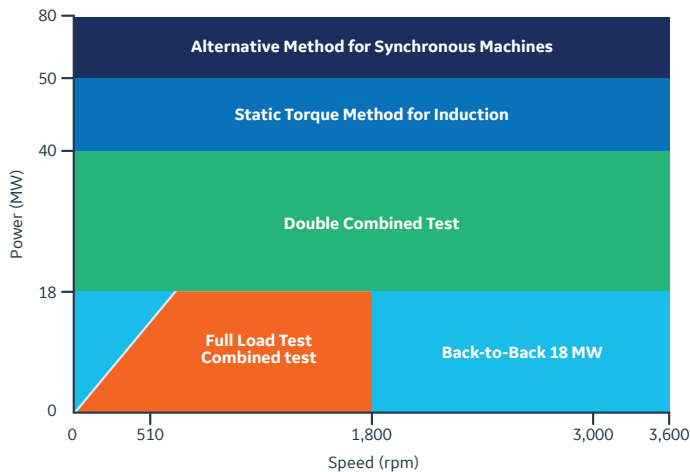 80
Alternative Method for Synchronous Machines
50
Static Torque Method for Induction
40
Power (MW)
Double Combined Test
18
Full Load Test
Combined test
Back-to-Back 18 MW
0
0 510 1,800 3,000 3,600
Speed (rpm)